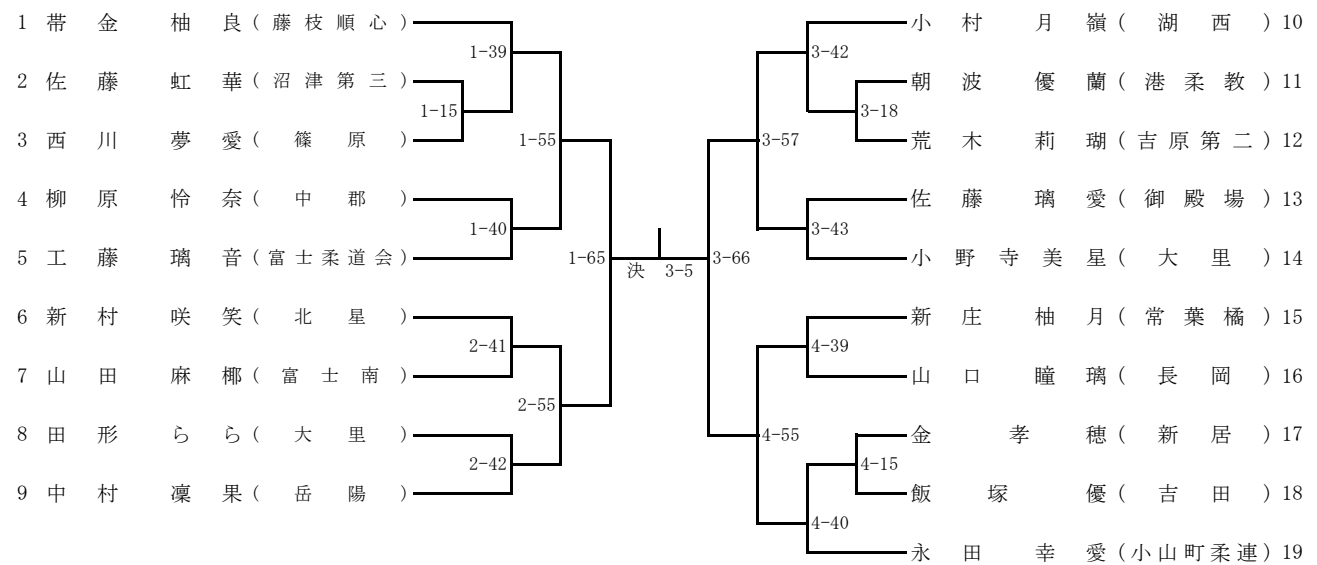 1 帯金 柚良(藤枝順心)
2 佐藤 虹華(沼津第三)
3 西川 夢愛(篠原)
4 柳原 怜奈(中郡)
5 工藤 璃音(富士柔道会)
6 新村 咲笑(北星)
7 山田 麻椰(富士南)
8 田形 らら(大里)
9 中村 凜果(岳陽)
1-39
1-15
1-55
1-40
1-65
2-41
2-55
2-42
決 3-5
3-42
3-18
3-57
3-43
3-66
4-39
4-55
4-15
4-40
小村 月嶺(湖西)10
朝波 優蘭(港柔教)11
荒木 莉瑚(吉原第二)12
佐藤 璃愛(御殿場)13
小野寺 美星(大里)14
新庄 柚月(常葉橘)15
山口 瞳璃(長岡)16
金 孝穂(新居)17
飯塚 優(吉田)18
永田 幸愛(小山町柔連)19